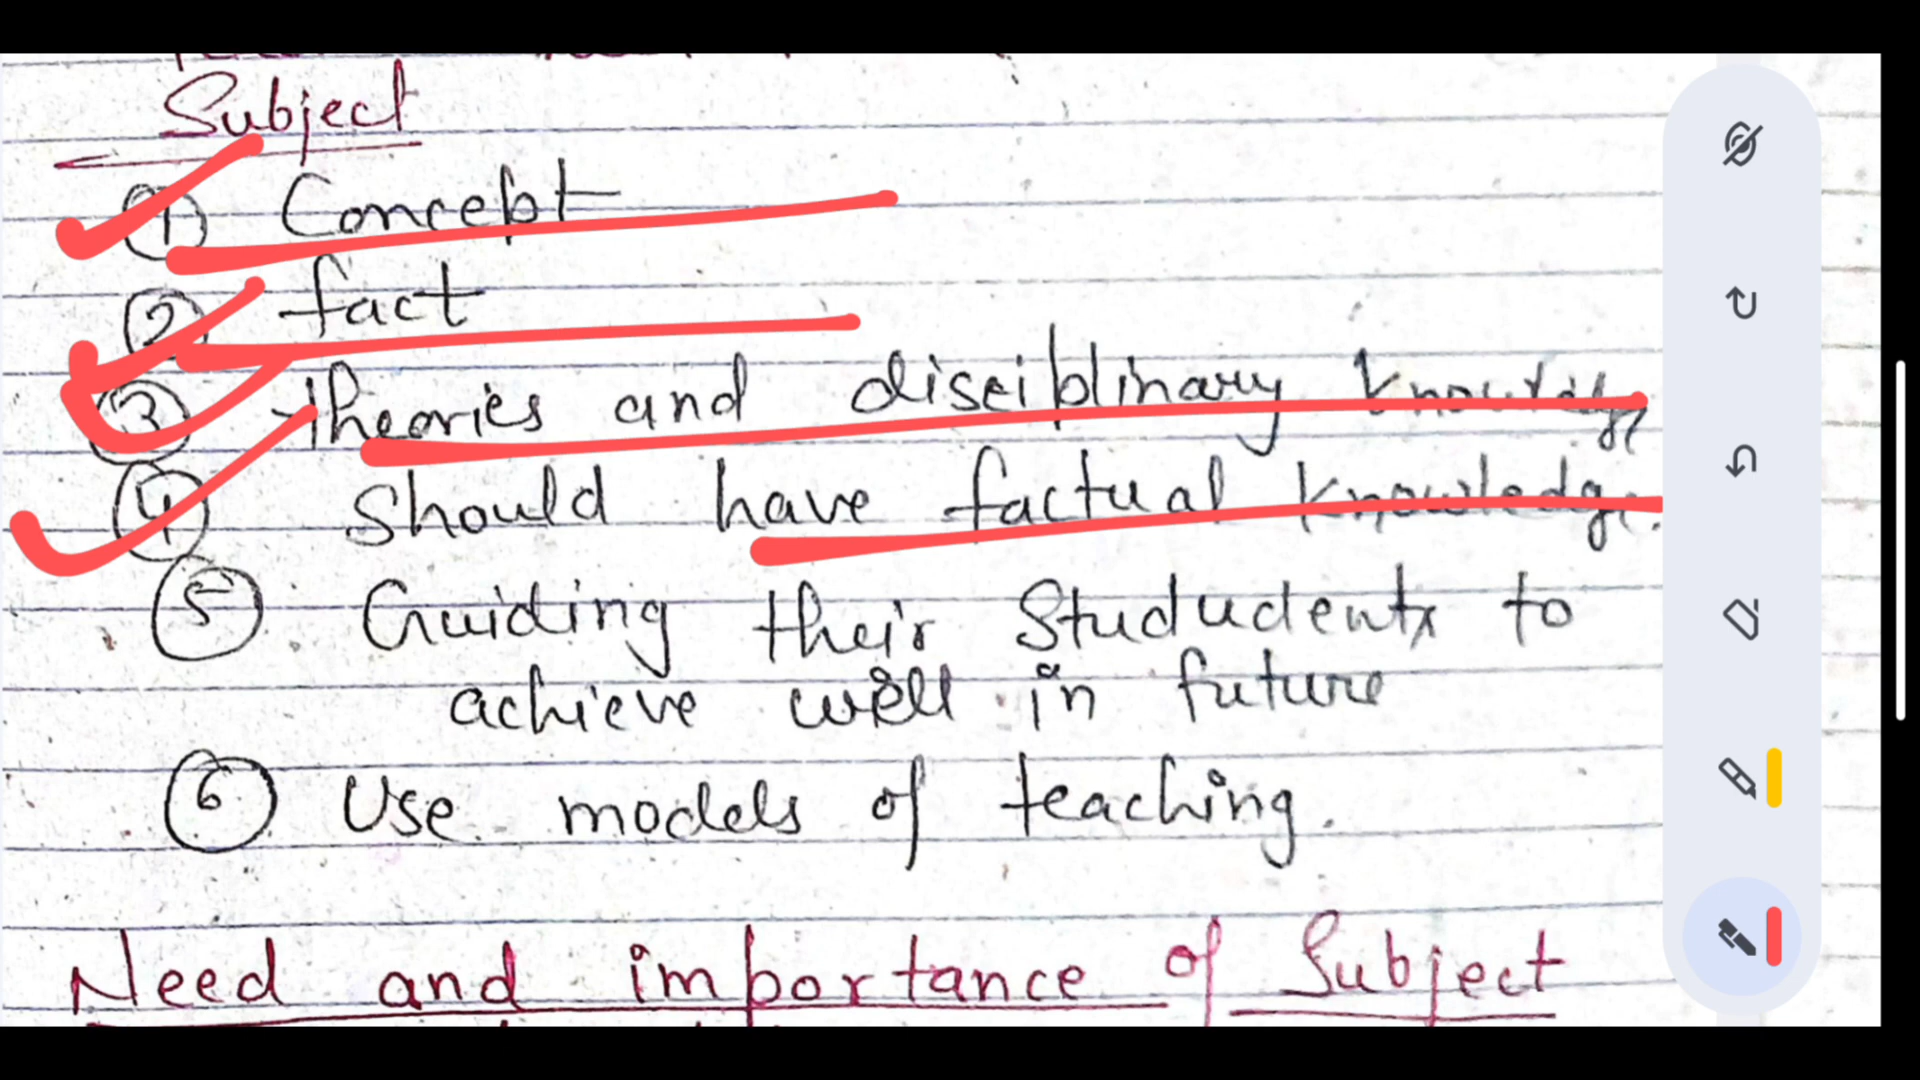 Subject
① Concept
② fact
③ theories and disciplinary knowledge
④ Should have factual knowledge.
⑤ Guiding their Stududents to
achieve well in future
⑥ Use models of teaching.
Need and importance of Subject